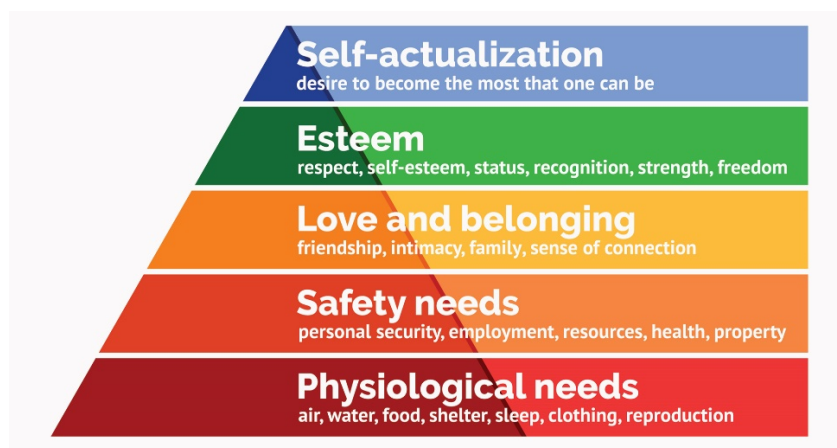 Self-actualization
desire to become the most that one can be
Esteem
respect, self-esteem, status, recognition, strength, freedom
Love and belonging
friendship, intimacy, family, sense of connection
Safety needs
personal security, employment, resources, health, property
Physiological needs
air, water, food, shelter, sleep, clothing, reproduction